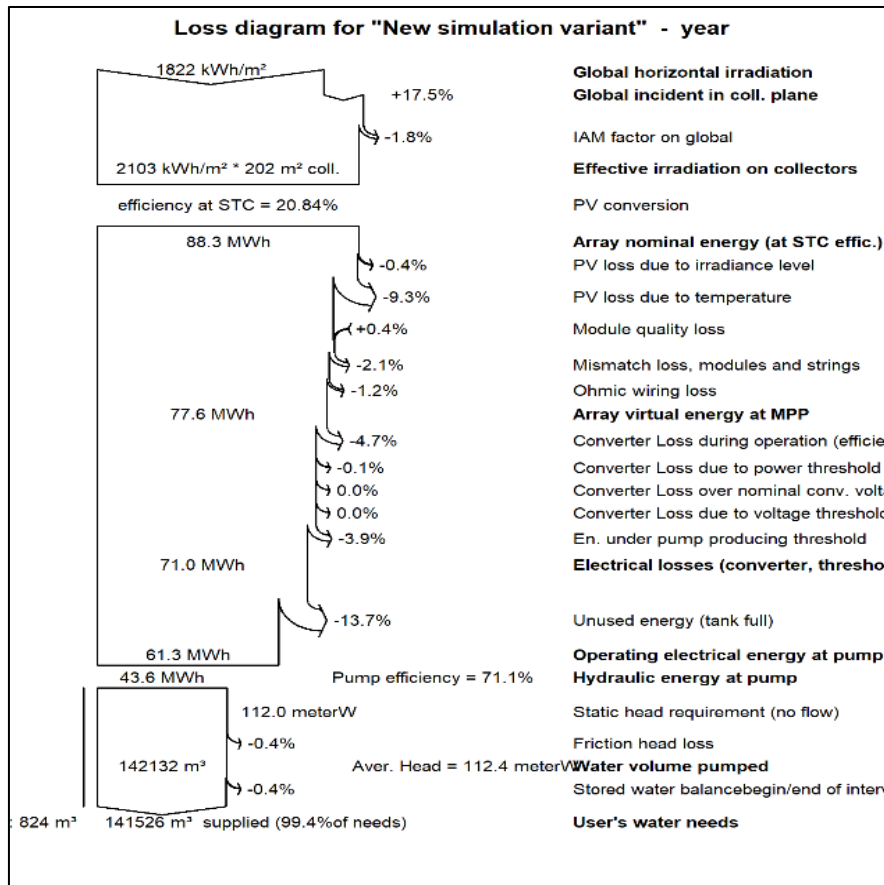 Loss diagram for "New simulation variant" - year
1822 kWh/m² Global horizontal irradiation
+17.5% Global incident in coll. plane
-1.8% IAM factor on global
2103 kWh/m² * 202 m² coll. Effective irradiation on collectors
efficiency at STC = 20.84% PV conversion
88.3 MWh Array nominal energy (at STC effic.)
-0.4% PV loss due to irradiance level
-9.3% PV loss due to temperature
+0.4% Module quality loss
-2.1% Mismatch loss, modules and strings
-1.2% Ohmic wiring loss
77.6 MWh Array virtual energy at MPP
-4.7% Converter Loss during operation (efficie
-0.1% Converter Loss due to power threshold
0.0% Converter Loss over nominal conv. volt
0.0% Converter Loss due to voltage threshold
-3.9% En. under pump producing threshold
71.0 MWh Electrical losses (converter, thresho
-13.7% Unused energy (tank full)
61.3 MWh Operating electrical energy at pump
43.6 MWh Pump efficiency = 71.1% Hydraulic energy at pump
112.0 meterW Static head requirement (no flow)
-0.4% Friction head loss
142132 m³ Aver. Head = 112.4 meterW Water volume pumped
-0.4% Stored water balancebegin/end of interv
: 824 m³ 141526 m³ supplied (99.4%of needs) User's water needs